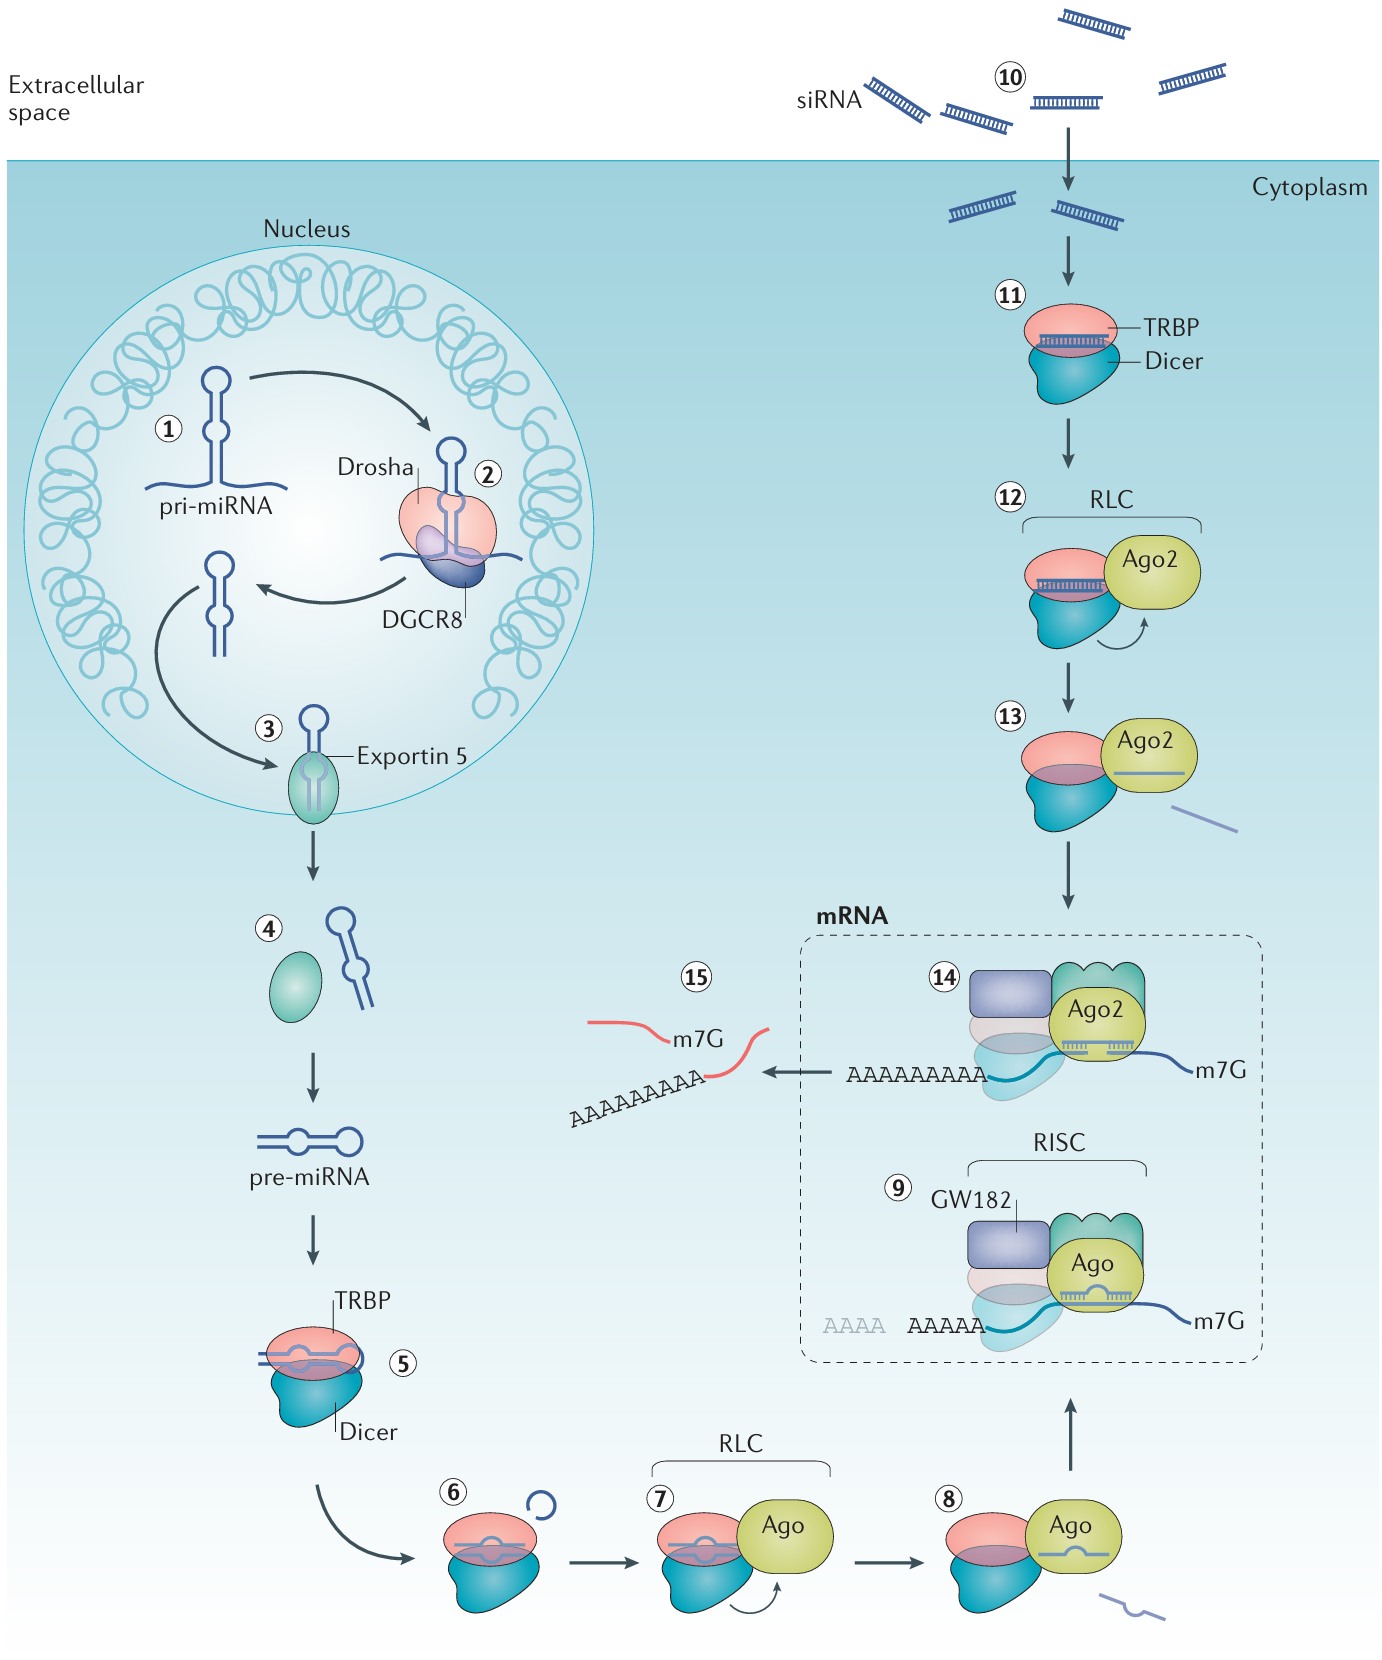 Extracellular
space
siRNA
10
Cytoplasm
Nucleus
11
TRBP
Dicer
1
pri-miRNA
Drosha
2
DGCR8
12
RLC
Ago2
3
Exportin 5
13
Ago2
4
mRNA
14
Ago2
AAAAAAAAA
m7G
15
m7G
AAAAAAAAA
pre-miRNA
RISC
9
GW182
Ago
AAAA
AAAAA
m7G
TRBP
5
Dicer
6
RLC
7
Ago
8
Ago